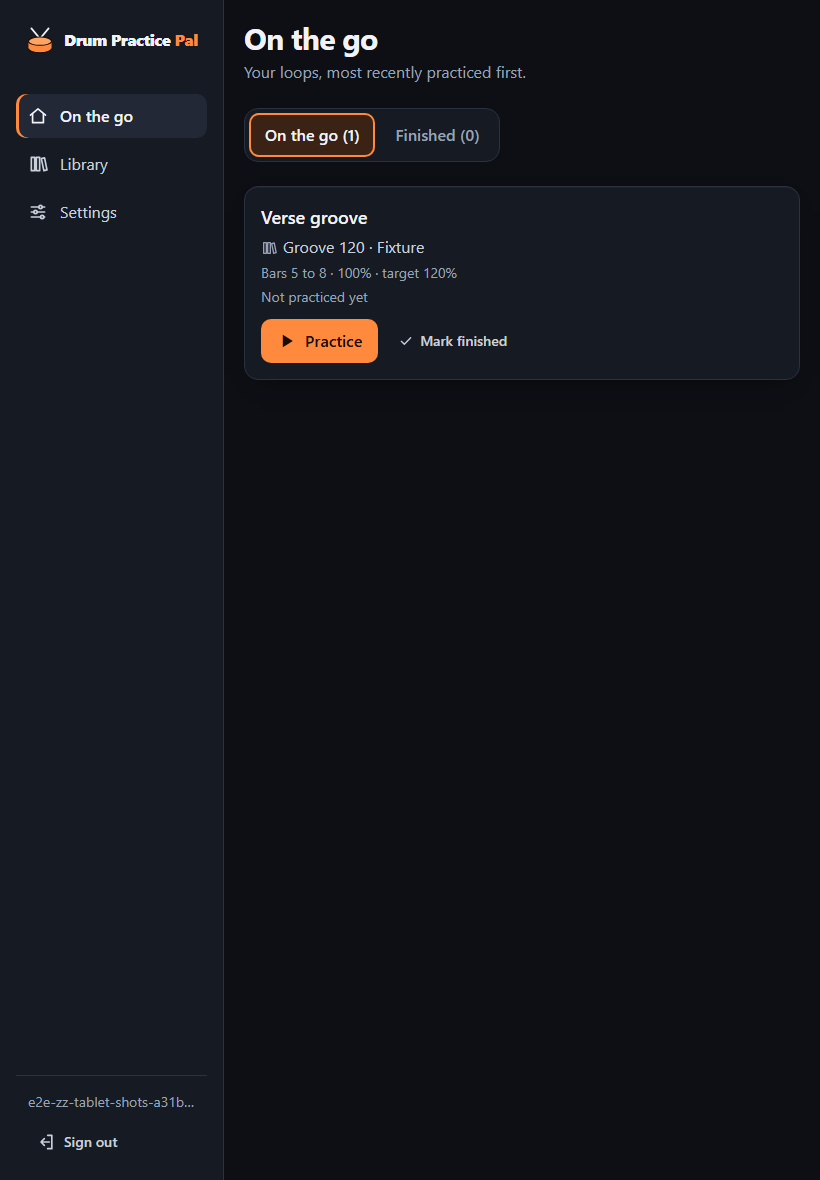 Drum Practice Pal
On the go
Library
Settings
e2e-zz-tablet-shots-a31b...
Sign out
On the go
Your loops, most recently practiced first.
On the go (1)
Finished (0)
Verse groove
Groove 120 · Fixture
Bars 5 to 8 · 100% · target 120%
Not practiced yet
Practice
Mark finished